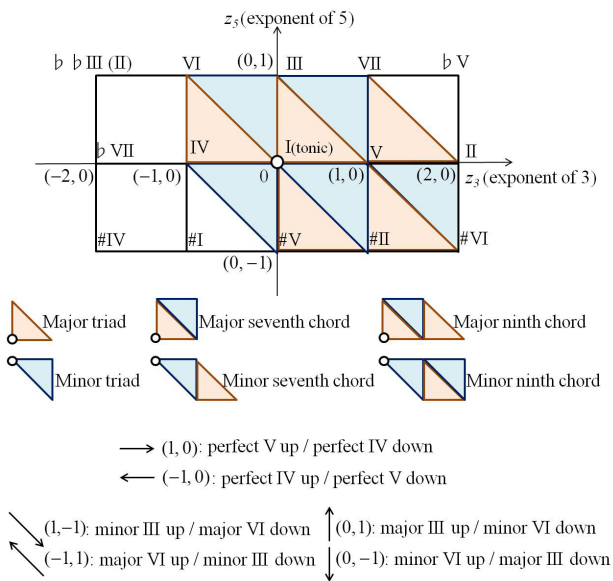 z₅(exponent of 5)
♭ ♭III (II) VI (0,1) III VII ♭V
♭VII IV I(tonic) V II
(−2, 0) (−1, 0) 0 (1, 0) (2, 0) z₃(exponent of 3)
#IV #I #V #II #VI
(0, −1)
Major triad Major seventh chord Major ninth chord
Minor triad Minor seventh chord Minor ninth chord
(1, 0): perfect V up / perfect IV down
(−1, 0): perfect IV up / perfect V down
(1,−1): minor III up / major VI down (0,1): major III up / minor VI down
(−1,1): major VI up / minor III down (0, −1): minor VI up / major III down